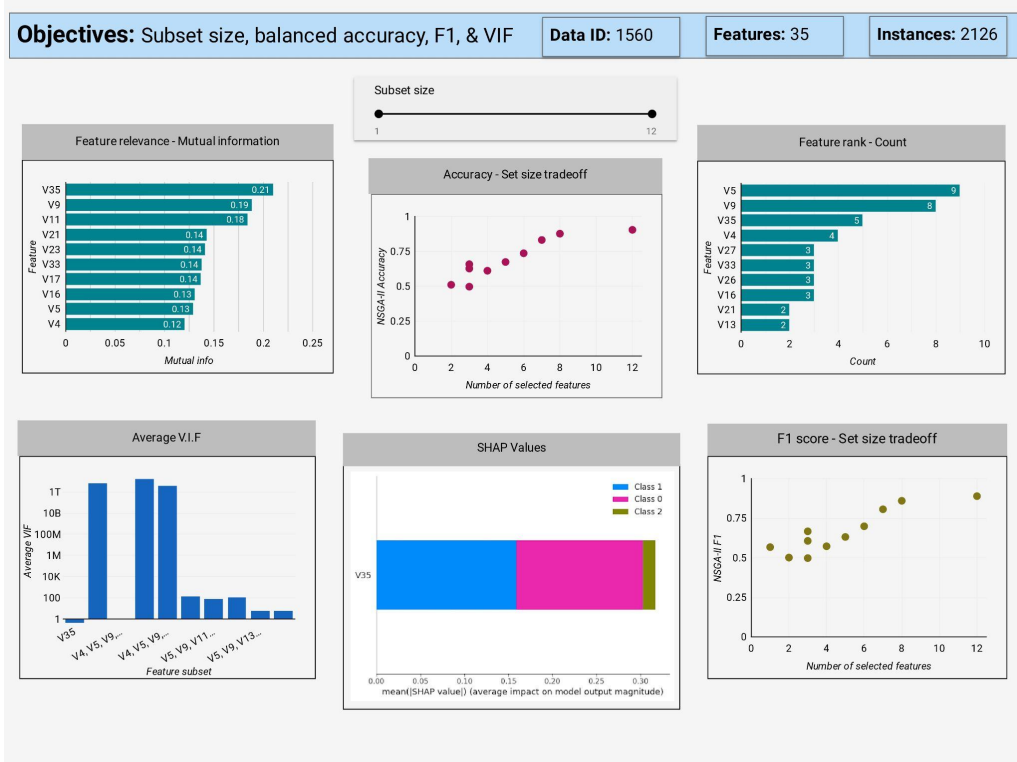 Objectives: Subset size, balanced accuracy, F1, & VIF
Data ID: 1560
Features: 35
Instances: 2126
Subset size
1
12
Feature relevance - Mutual information
Feature
V35
0.21
V9
0.19
V11
0.18
V21
0.14
V23
0.14
V33
0.14
V17
0.14
V16
0.13
V5
0.13
V4
0.12
0 0.05 0.1 0.15 0.2 0.25
Mutual info
Accuracy - Set size tradeoff
NSGA-II Accuracy
1
0.75
0.5
0.25
0
0 2 4 6 8 10 12
Number of selected features
Feature rank - Count
Feature
V5
9
V9
8
V35
5
V4
4
V27
3
V33
3
V26
3
V16
3
V21
2
V13
2
0 2 4 6 8 10
Count
Average V.I.F
Average VIF
1T
10B
100M
1M
10K
100
1
V35
V4, V5, V9,...
V4, V5, V9,...
V5, V9, V11...
V5, V9, V13...
Feature subset
SHAP Values
Class 1
Class 0
Class 2
V35
0.00 0.05 0.10 0.15 0.20 0.25 0.30
mean(|SHAP value|) (average impact on model output magnitude)
F1 score - Set size tradeoff
NSGA-II F1
1
0.75
0.5
0.25
0
0 2 4 6 8 10 12
Number of selected features